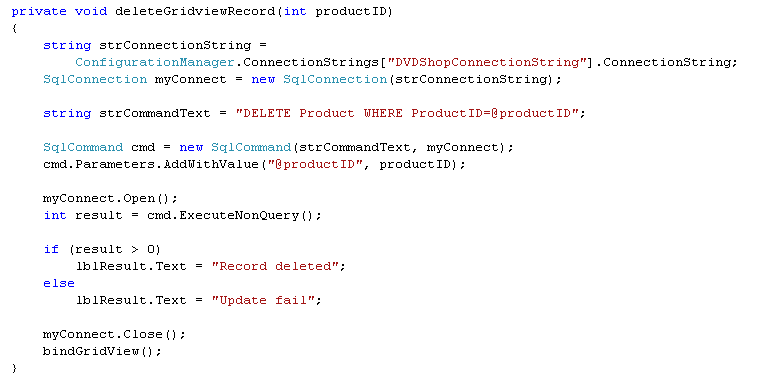 private void deleteGridviewRecord(int productID)
{
    string strConnectionString =
        ConfigurationManager.ConnectionStrings["DVDShopConnectionString"].ConnectionString;
    SqlConnection myConnect = new SqlConnection(strConnectionString);

    string strCommandText = "DELETE Product WHERE ProductID=@productID";

    SqlCommand cmd = new SqlCommand(strCommandText, myConnect);
    cmd.Parameters.AddWithValue("@productID", productID);

    myConnect.Open();
    int result = cmd.ExecuteNonQuery();

    if (result > 0)
        lblResult.Text = "Record deleted";
    else
        lblResult.Text = "Update fail";

    myConnect.Close();
    bindGridView();
}